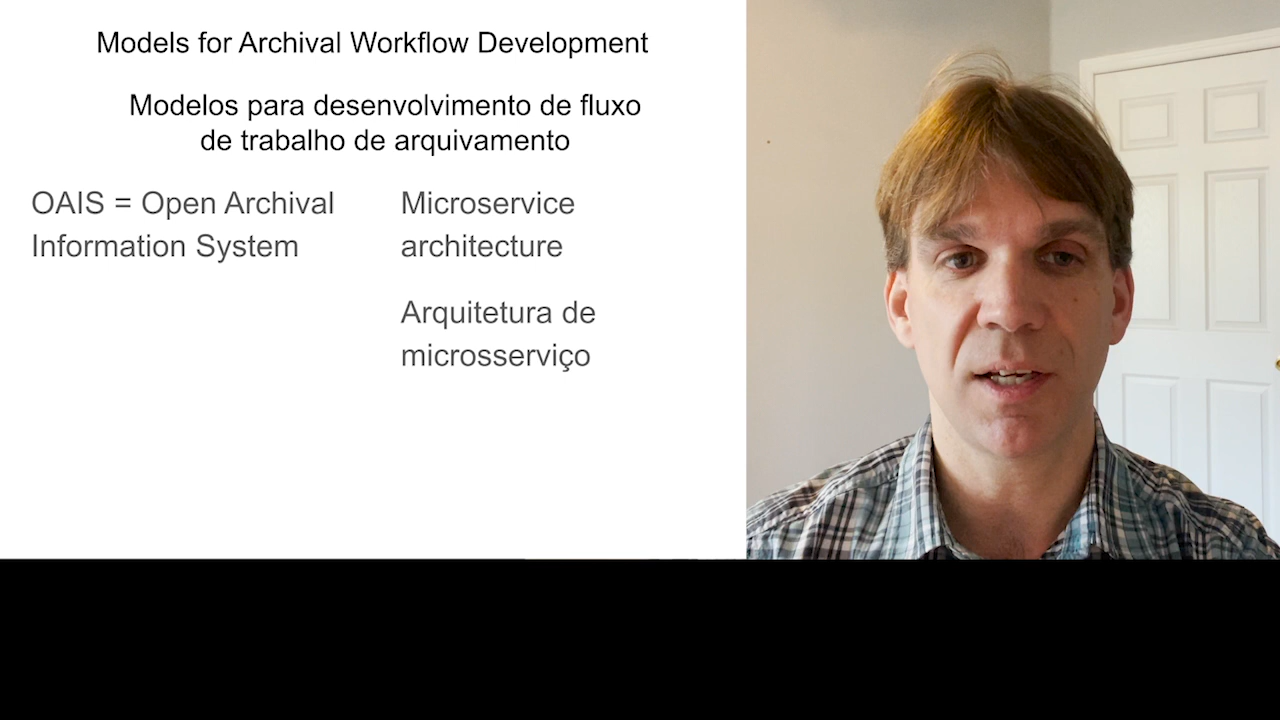 Models for Archival Workflow Development
Modelos para desenvolvimento de fluxo
de trabalho de arquivamento
OAIS = Open Archival
Information System
Microservice
architecture
Arquitetura de
microsserviço